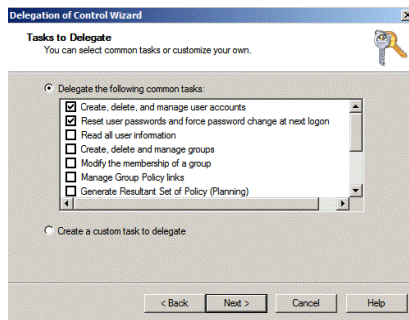 Delegation of Control Wizard
Tasks to Delegate
You can select common tasks or customize your own.
Delegate the following common tasks:
Create, delete, and manage user accounts
Reset user passwords and force password change at next logon
Read all user information
Create, delete and manage groups
Modify the membership of a group
Manage Group Policy links
Generate Resultant Set of Policy (Planning)
Create a custom task to delegate
< Back Next > Cancel Help